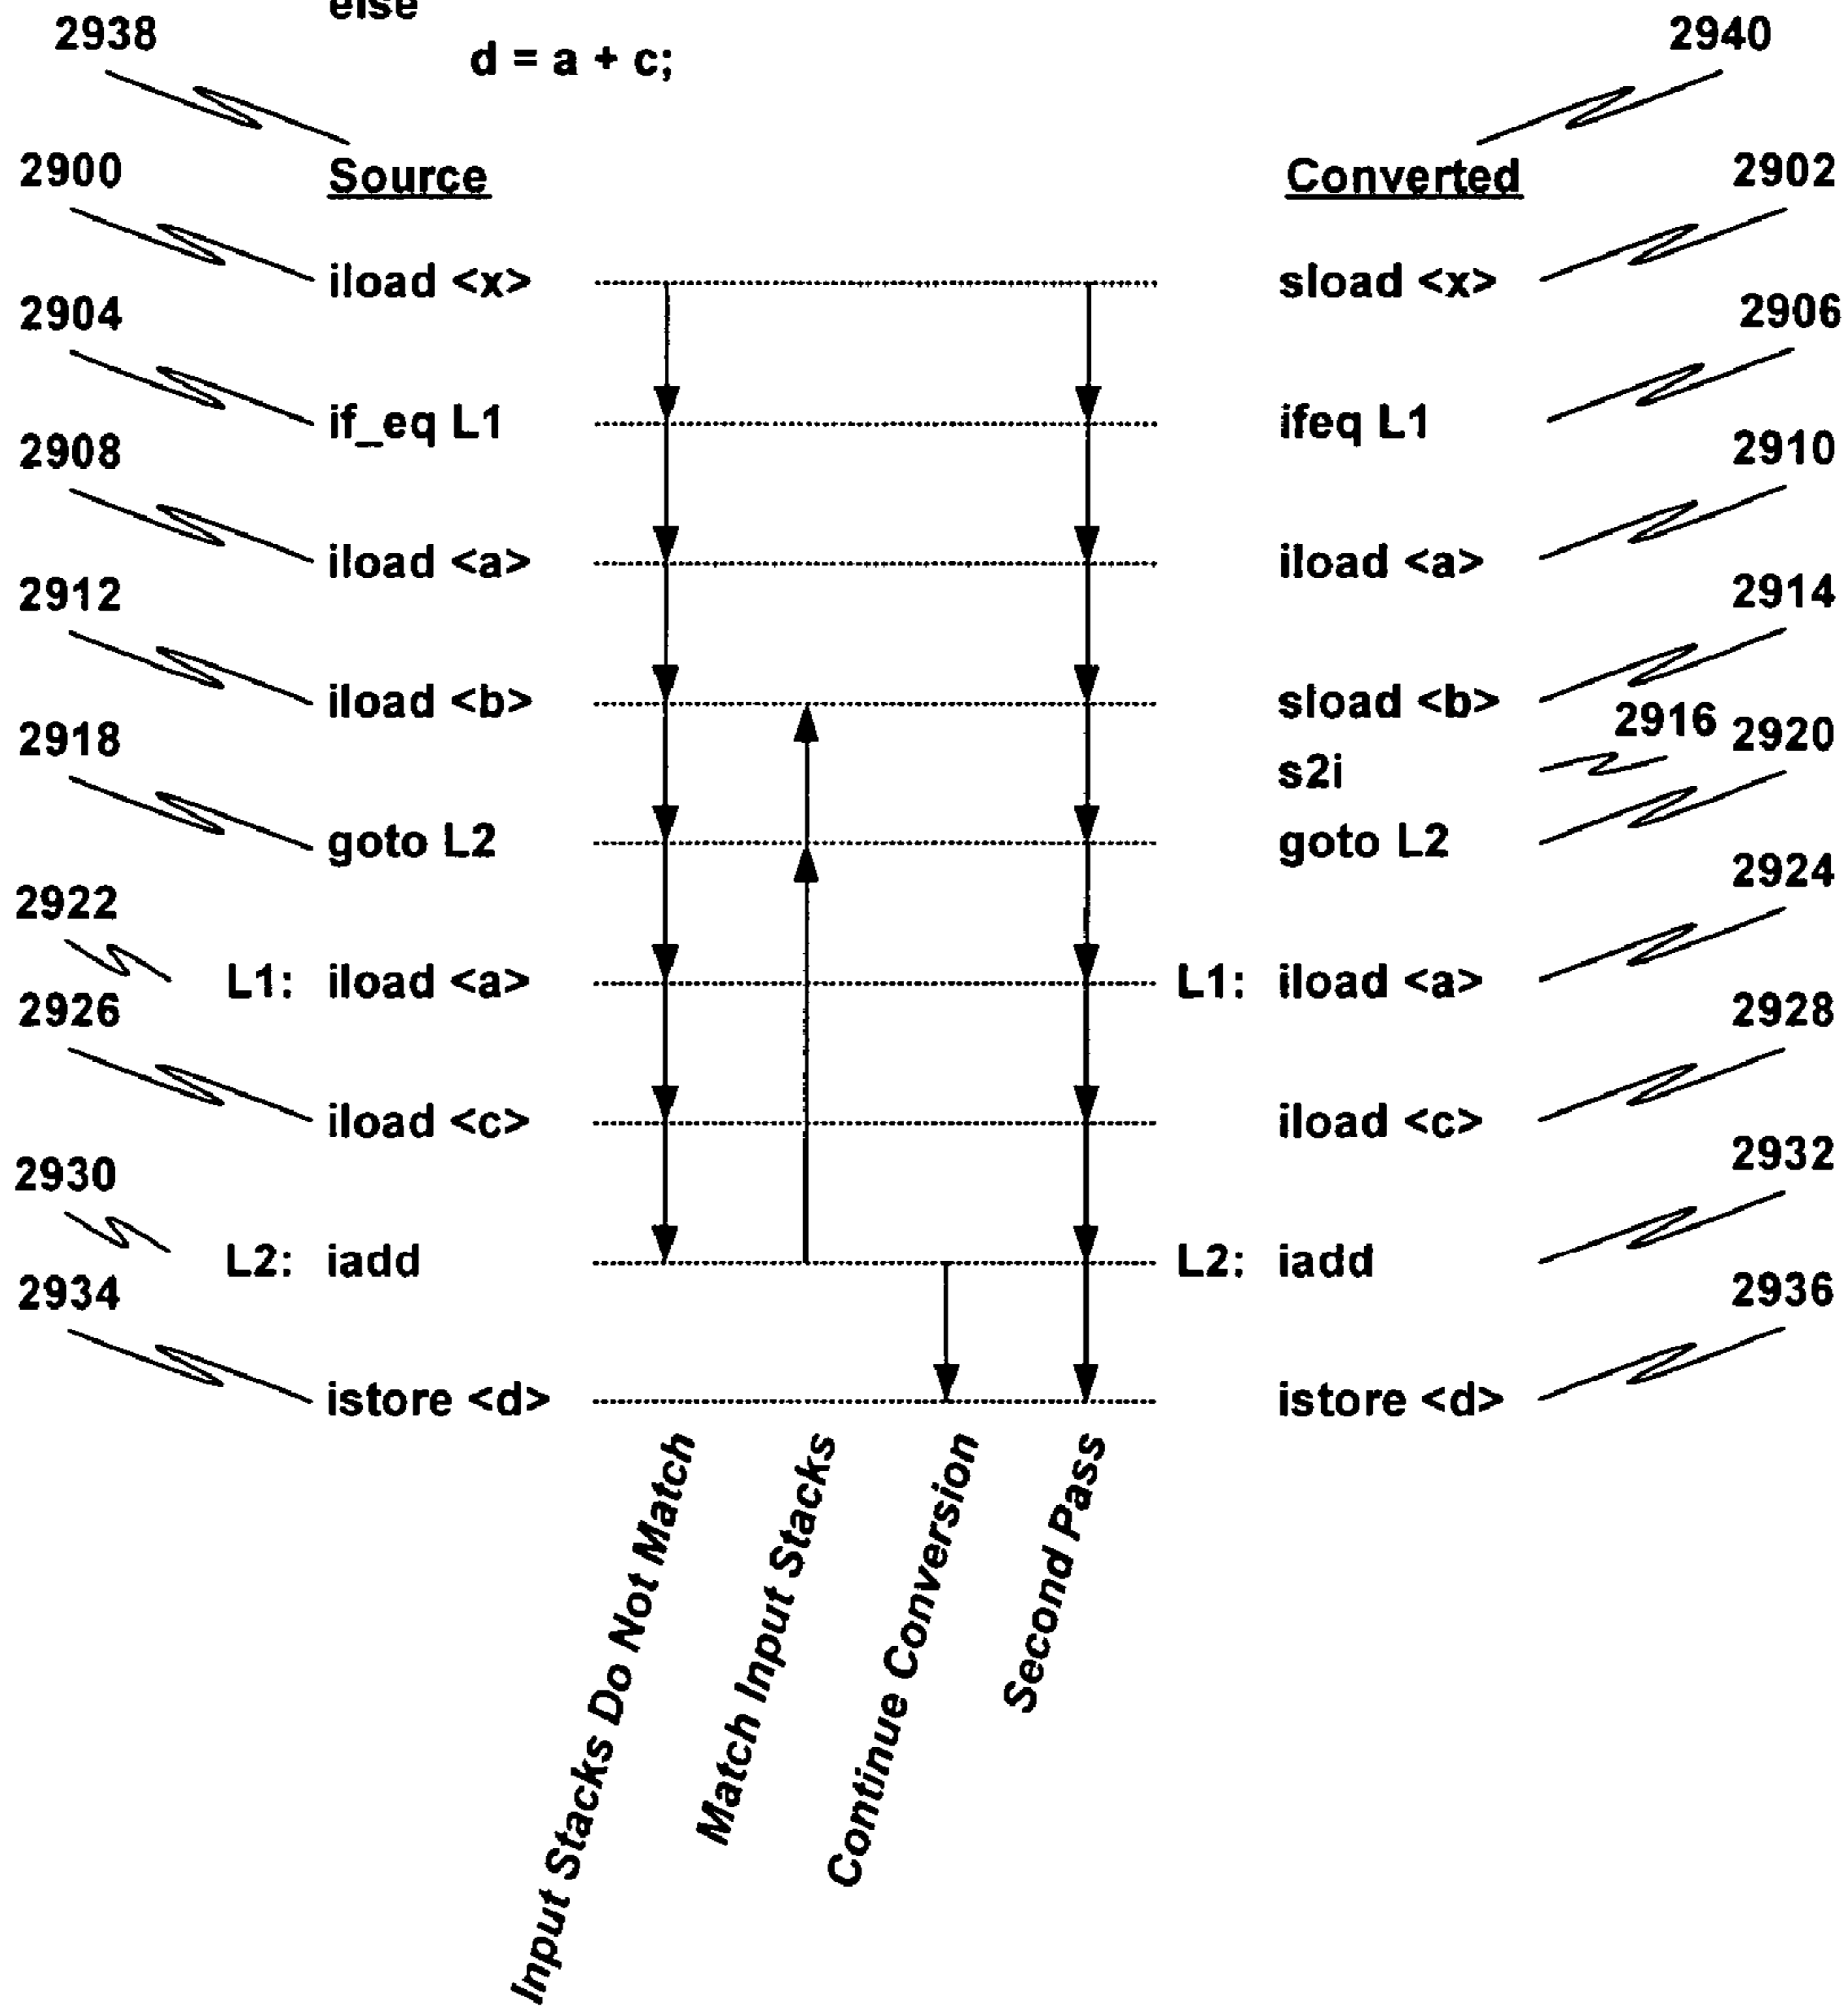 else
2938
d = a + c;
2940
2900
Source
Converted
2902
iload <x>
sload <x>
2904
2906
if_eq L1
ifeq L1
2908
2910
iload <a>
iload <a>
2912
2914
iload <b>
sload <b>
2916
2918
2920
s2i
goto L2
goto L2
2922
2924
L1: iload <a>
L1: iload <a>
2926
2928
iload <c>
iload <c>
2930
2932
L2: iadd
L2: iadd
2934
2936
istore <d>
istore <d>
Input Stacks Do Not Match
Match Input Stacks
Continue Conversion
Second Pass